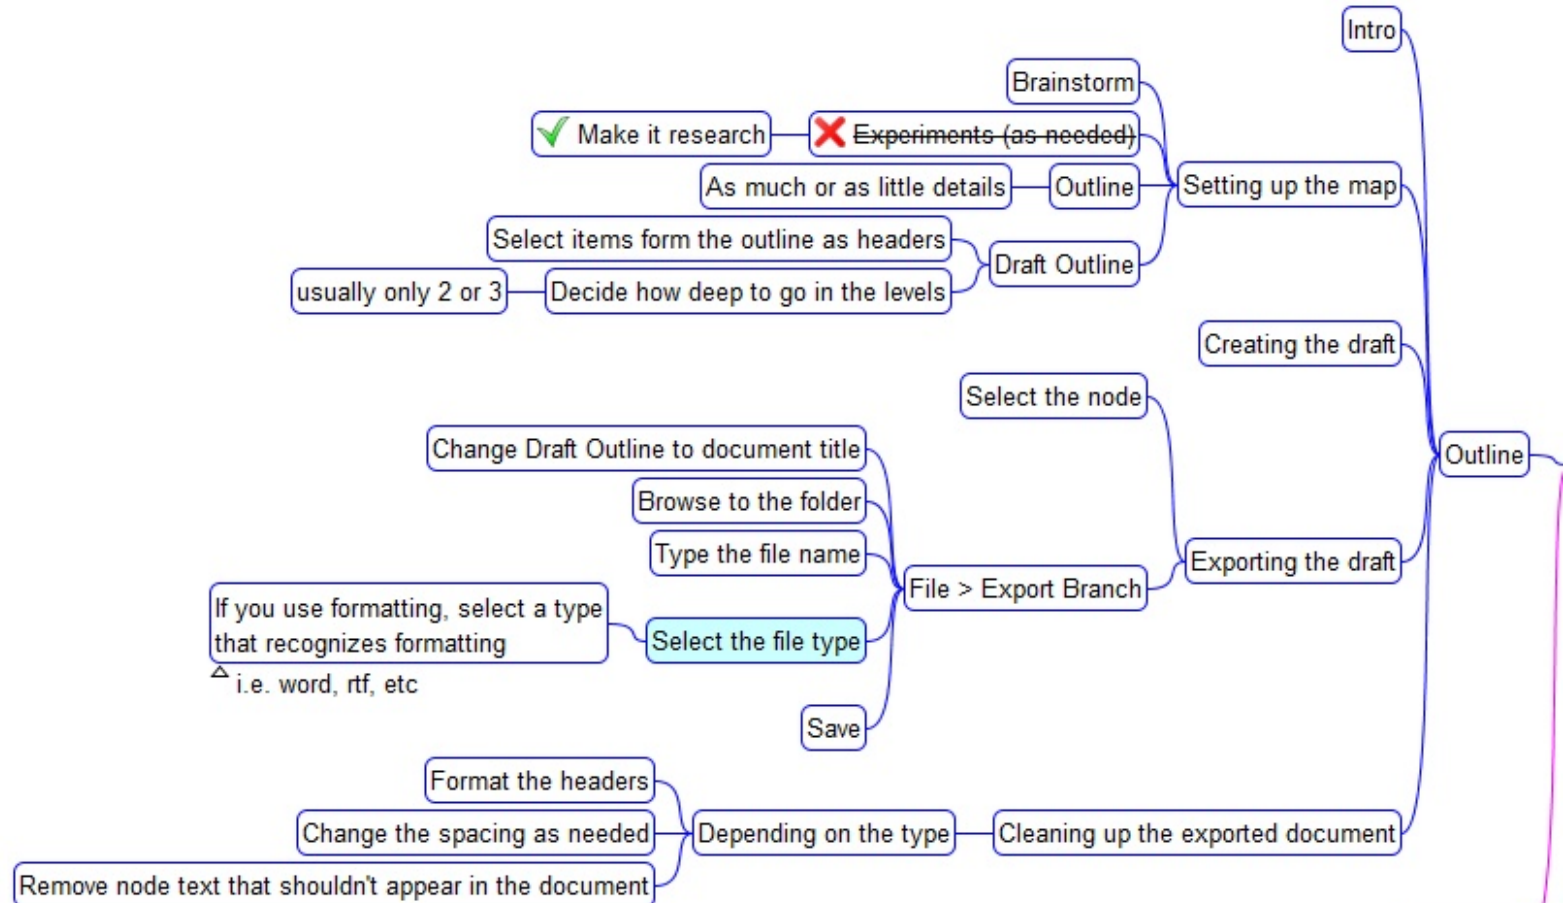 Intro
Brainstorm
Make it research
Experiments (as needed)
As much or as little details
Outline
Setting up the map
Select items form the outline as headers
Draft Outline
usually only 2 or 3
Decide how deep to go in the levels
Creating the draft
Select the node
Change Draft Outline to document title
Outline
Browse to the folder
Type the file name
Exporting the draft
File > Export Branch
If you use formatting, select a type
that recognizes formatting
Select the file type
i.e. word, rtf, etc
Save
Format the headers
Change the spacing as needed
Depending on the type
Cleaning up the exported document
Remove node text that shouldn't appear in the document